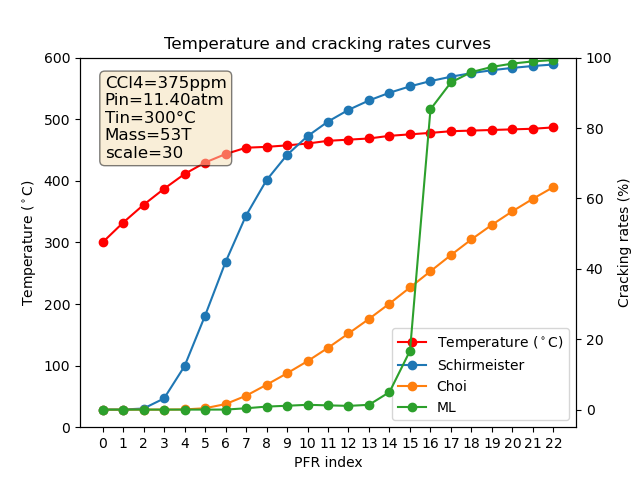 Temperature and cracking rates curves
CCl4=375ppm
Pin=11.40atm
Tin=300°C
Mass=53T
scale=30
600
500
400
300
200
100
0
Temperature (°C)
100
80
60
40
20
0
Cracking rates (%)
Temperature (°C)
Schirmeister
Choi
ML
0 1 2 3 4 5 6 7 8 9 10 11 12 13 14 15 16 17 18 19 20 21 22
PFR index